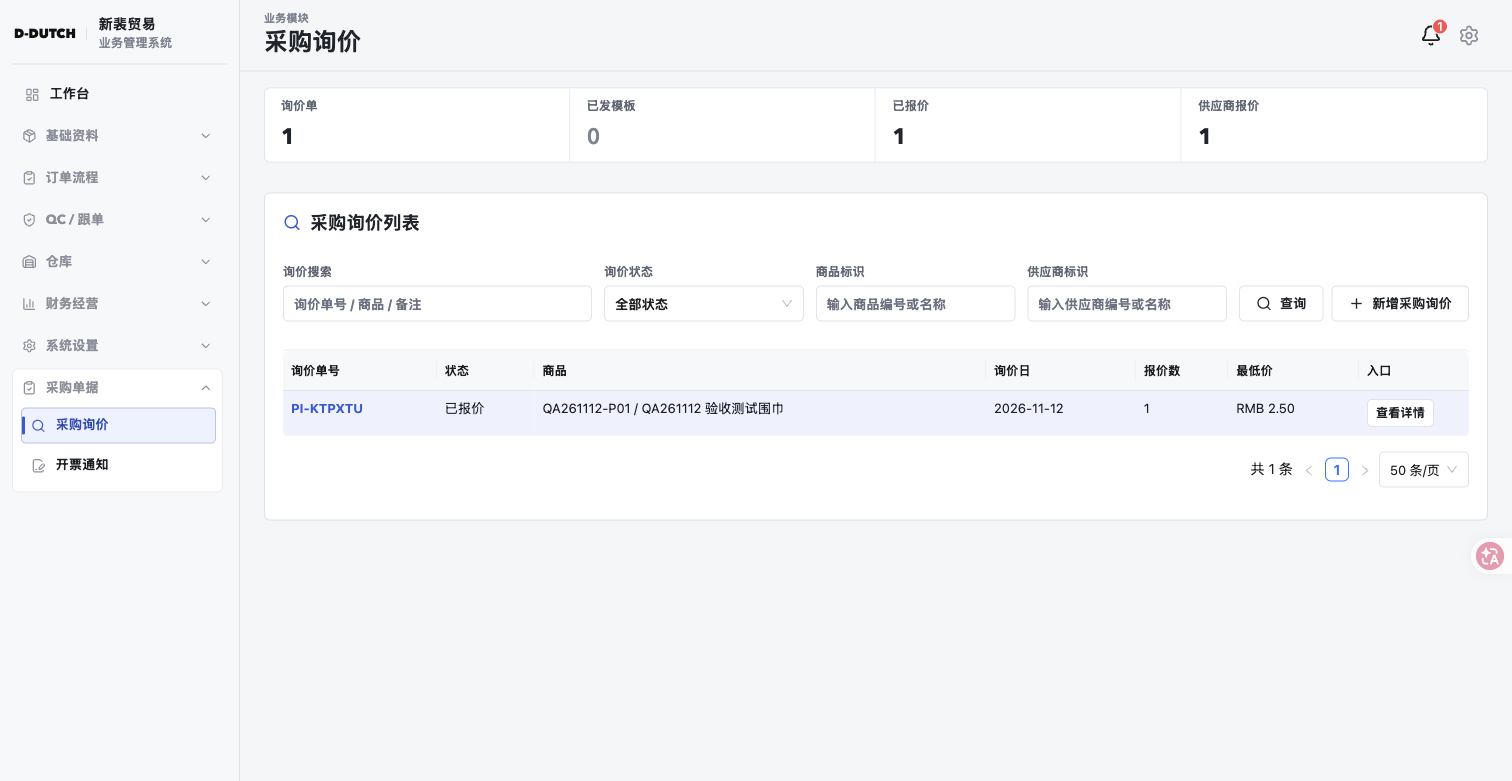 D-DUTCH
新装贸易
业务管理系统
工作台
基础资料
订单流程
QC / 跟单
仓库
财务经营
系统设置
采购单据
采购询价
开票通知
业务模块
采购询价
1
询价单
1
已发模板
0
已报价
1
供应商报价
1
采购询价列表
询价搜索
询价单号 / 商品 / 备注
询价状态
全部状态
商品标识
输入商品编号或名称
供应商标识
输入供应商编号或名称
查询
新增采购询价
询价单号 状态 商品 询价日 报价数 最低价 入口
PI-KTPXTU 已报价 QA261112-P01 / QA261112 验收测试围巾 2026-11-12 1 RMB 2.50 查看详情
共 1 条 1 50 条/页